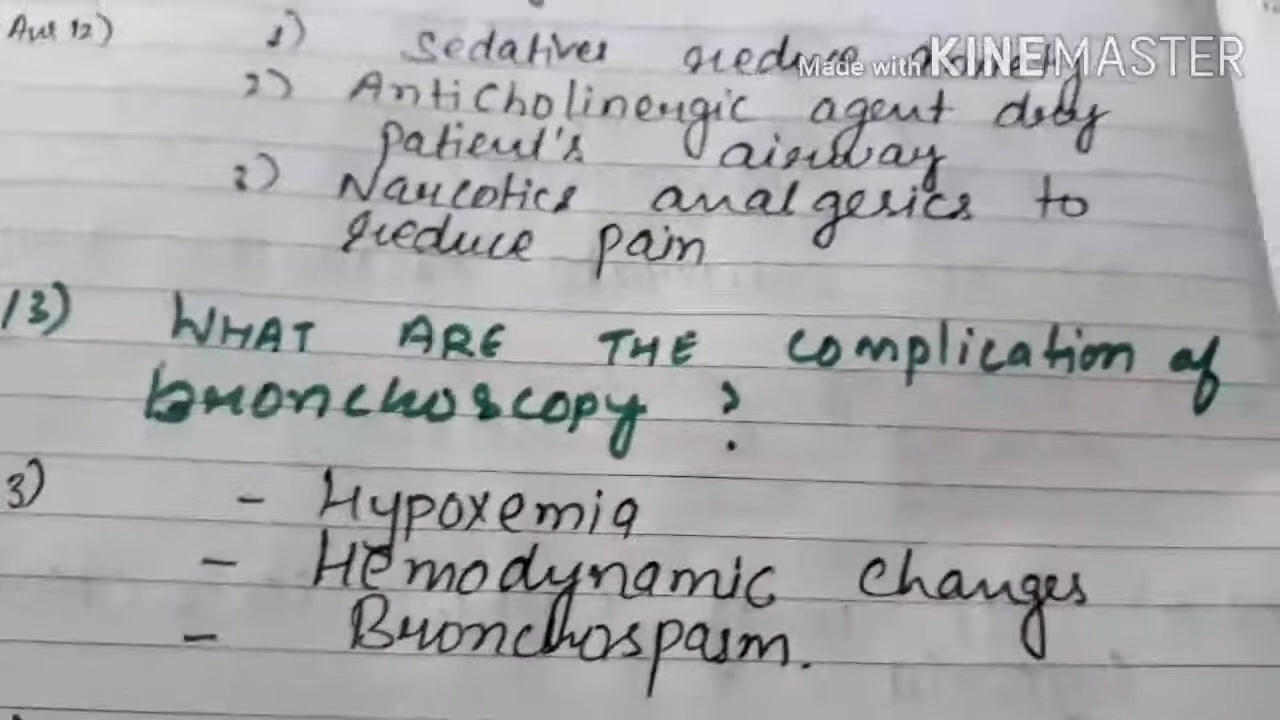 Ans 12) 1) Sedatives reduce anxiety
Made with KINEMASTER
2) Anticholinergic agent dry
patient's airway
3) Narcotics analgesics to
reduce pain
13) WHAT ARE THE complication of
bronchoscopy ?
3) - Hypoxemia
- Hemodynamic changes
- Bronchospasm.